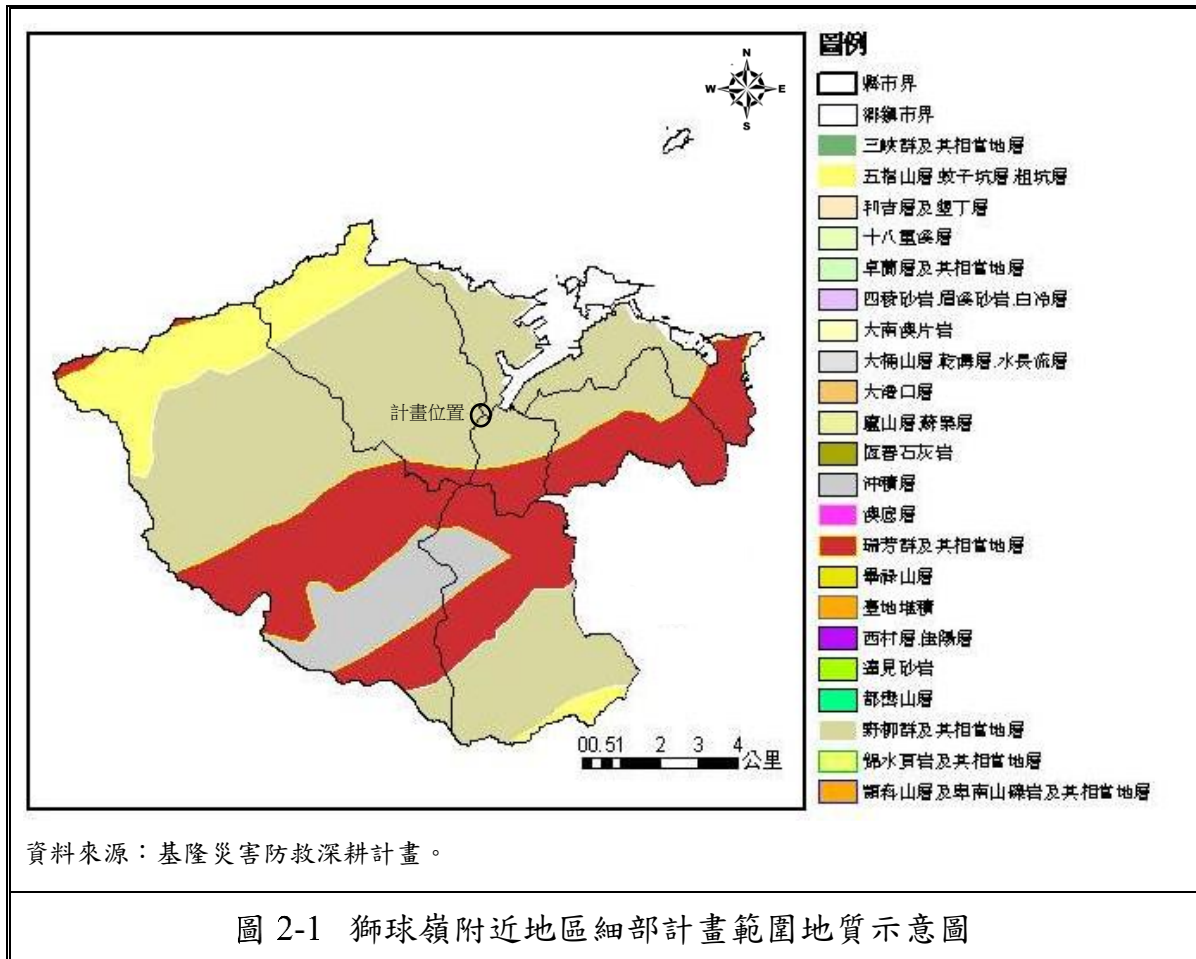 N
W E
S
計畫位置
00.51 2 3 4
公里
圖例
縣市界
鄉鎮市界
三峽群及其相當地層
五指山層.蚊子坑層.粗坑層
利吉層及墾丁層
十八重溪層
卓蘭層及其相當地層
四稜砂岩.眉溪砂岩.白冷層
大南澳片岩
大桶山層.乾溝層.水長流層
大港口層
廬山層.蘇樂層
恆春石灰岩
沖積層
澳底層
瑞芳群及其相當地層
畢祿山層
臺地堆積
西村層.佳陽層
遠見砂岩
都巒山層
野柳群及其相當地層
錦水頁岩及其相當地層
頭嵙山層及卑南山礫岩及其相當地層
資料來源：基隆災害防救深耕計畫。
圖 2-1 獅球嶺附近地區細部計畫範圍地質示意圖